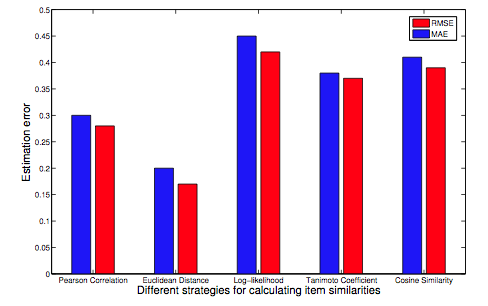 0.5
0.45
0.4
0.35
0.3
0.25
0.2
0.15
0.1
0.05
0
Estimation error
RMSE
MAE
Pearson Correlation
Euclidean Distance
Log-likelihood
Tanimoto Coefficient
Cosine Similarity
Different strategies for calculating item similarities